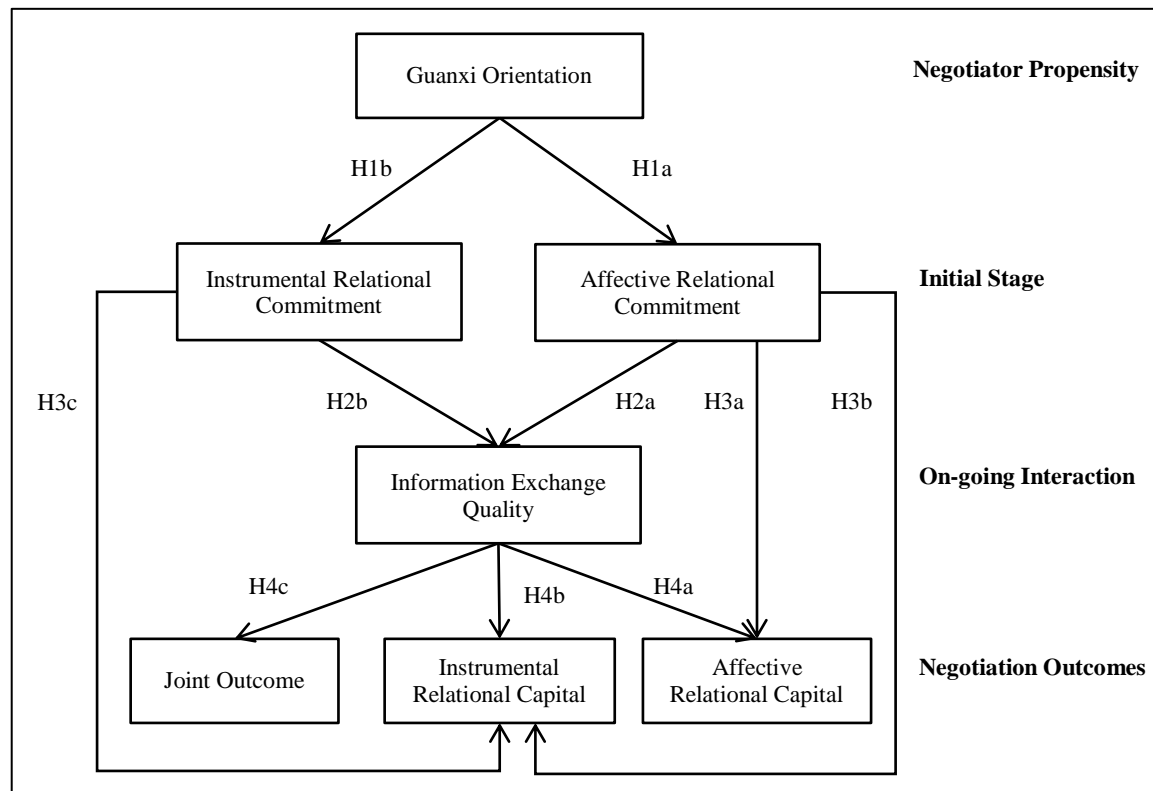 Guanxi Orientation
Negotiator Propensity
H1b
H1a
Instrumental Relational
Commitment
Affective Relational
Commitment
Initial Stage
H3c
H2b
H2a
H3a
H3b
Information Exchange
Quality
On-going Interaction
H4c
H4b
H4a
Joint Outcome
Instrumental
Relational Capital
Affective
Relational Capital
Negotiation Outcomes